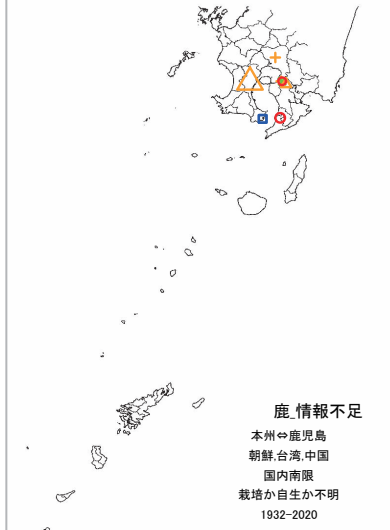 鹿_情報不足
本州⇔鹿児島
朝鮮,台湾,中国
国内南限
栽培か自生か不明
1932-2020